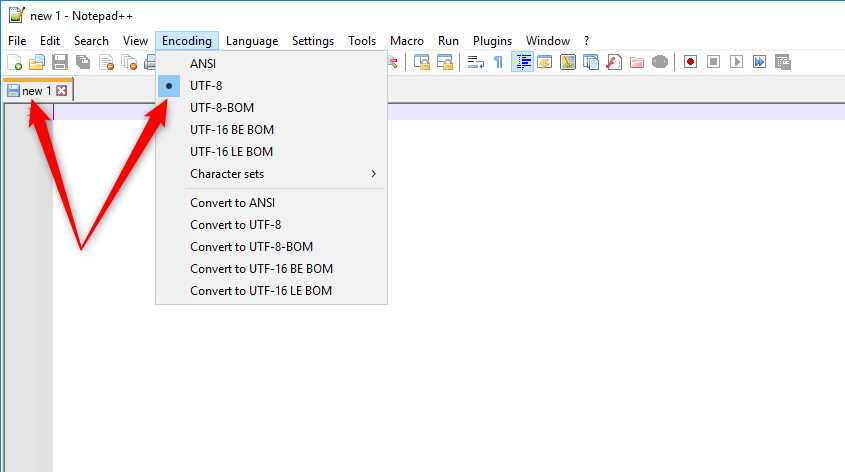 new 1 - Notepad++
File Edit Search View Encoding Language Settings Tools Macro Run Plugins Window ?
new 1
ANSI
UTF-8
UTF-8-BOM
UTF-16 BE BOM
UTF-16 LE BOM
Character sets
Convert to ANSI
Convert to UTF-8
Convert to UTF-8-BOM
Convert to UTF-16 BE BOM
Convert to UTF-16 LE BOM